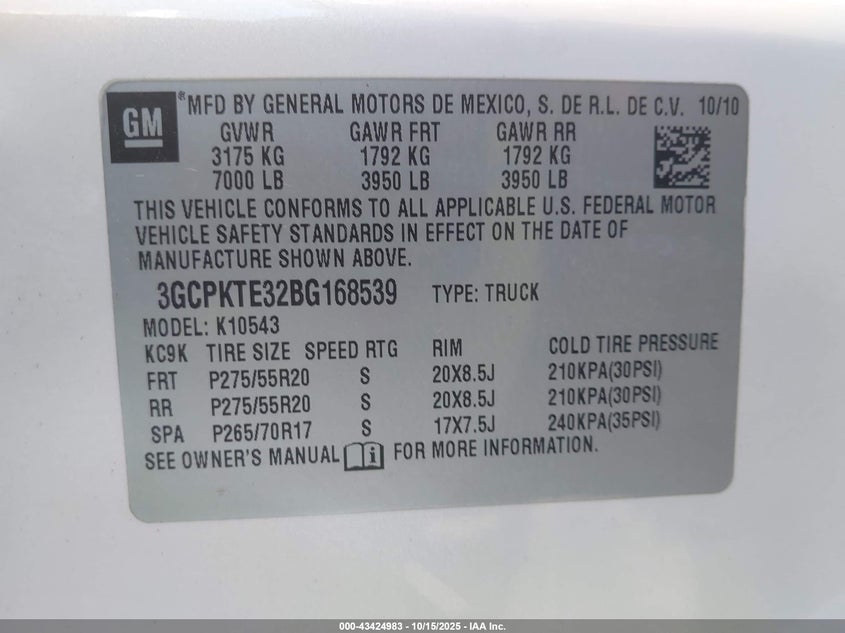 GM
®MFD BY GENERAL MOTORS DE MEXICO, S. DE R.L. DE C.V. 10/10
GVWR GAWR FRT GAWR RR
3175 KG 1792 KG 1792 KG
7000 LB 3950 LB 3950 LB
THIS VEHICLE CONFORMS TO ALL APPLICABLE U.S. FEDERAL MOTOR
VEHICLE SAFETY STANDARDS IN EFFECT ON THE DATE OF
MANUFACTURE SHOWN ABOVE.
3GCPKTE32BG168539 TYPE: TRUCK
MODEL: K10543
KC9K TIRE SIZE SPEED RTG RIM COLD TIRE PRESSURE
FRT P275/55R20 S 20X8.5J 210KPA(30PSI)
RR P275/55R20 S 20X8.5J 210KPA(30PSI)
SPA P265/70R17 S 17X7.5J 240KPA(35PSI)
SEE OWNER'S MANUAL i FOR MORE INFORMATION.
000-43424983 - 10/15/2025 - IAA Inc.